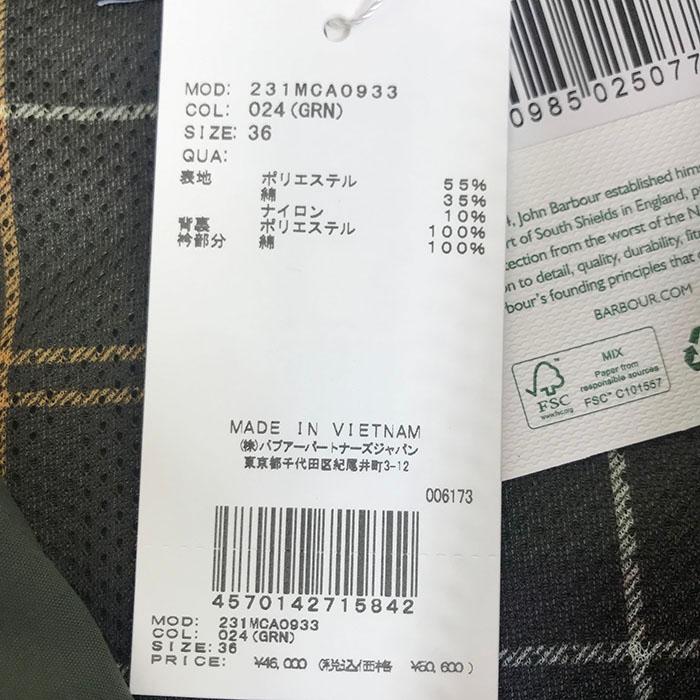 MOD: 231MCA0933
COL: 024(GRN)
SIZE: 36
QUA:
表地 ポリエステル 55%
綿 35%
ナイロン 10%
背裏 ポリエステル 100%
衿部分 綿 100%
MADE IN VIETNAM
(株)バブアーパートナーズジャパン
東京都千代田区紀尾井町3-12
006173
4570142715842
MOD: 231MCA0933
COL: 024(GRN)
SIZE: 36
PRICE: ¥46,000 (税込価格 ¥50,600)
0985 02507
John Barbour established him
of South Shields in England,
from the worst of the
to detail, quality, durability,
founding principles that
BARBOUR.COM
FSC
www.fsc.org
MIX
Paper from
responsible sources
FSC™ C101557